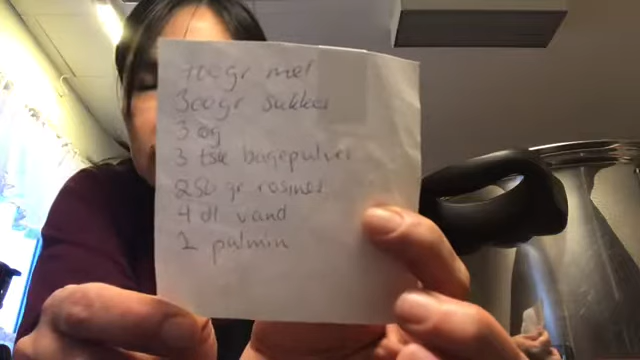 700gr mel
300gr sukker
3 æg
3 tsk bagepulver
250 gr rosiner
4 dl vand
1 palmin